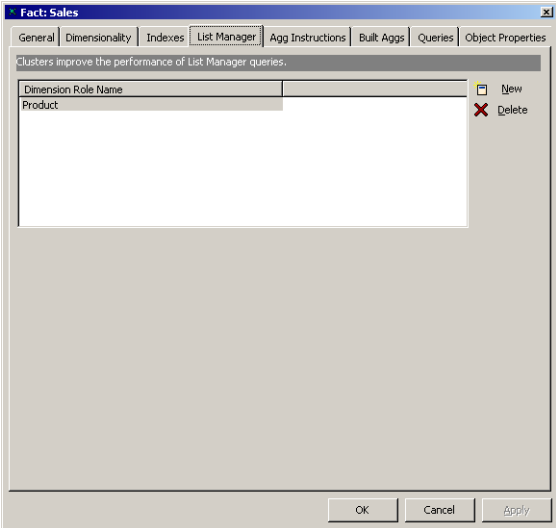 Fact: Sales
General Dimensionality Indexes List Manager Agg Instructions Built Aggs Queries Object Properties
Clusters improve the performance of List Manager queries.
Dimension Role Name
New
Product
Delete
OK Cancel Apply